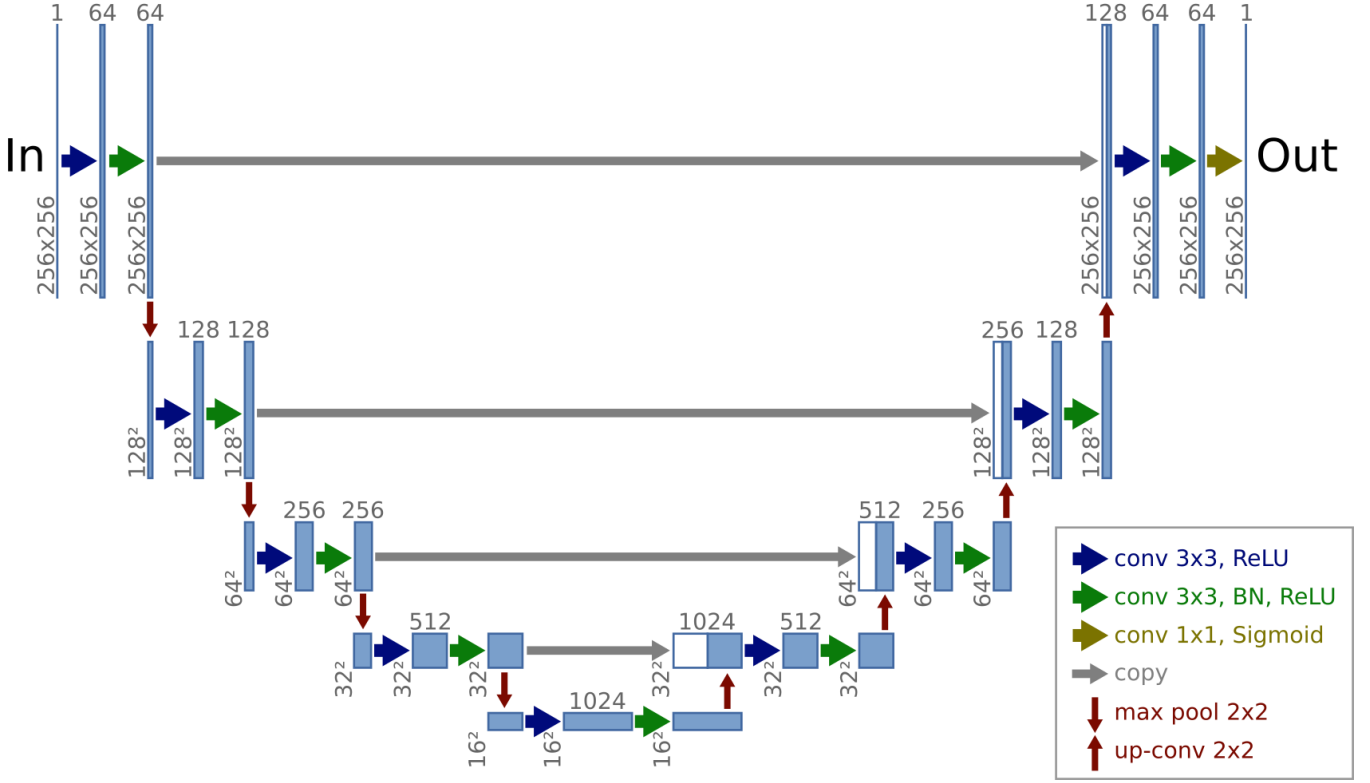 1 64 64
128 64 64 1
In
Out
256x256 256x256 256x256
256x256 256x256 256x256 256x256
128 128
256 128
128² 128² 128²
128² 128² 128²
256 256
512 256
64² 64² 64²
64² 64² 64²
512
1024 512
32² 32² 32²
32² 32² 32²
1024
16² 16² 16²
conv 3x3, ReLU
conv 3x3, BN, ReLU
conv 1x1, Sigmoid
copy
max pool 2x2
up-conv 2x2